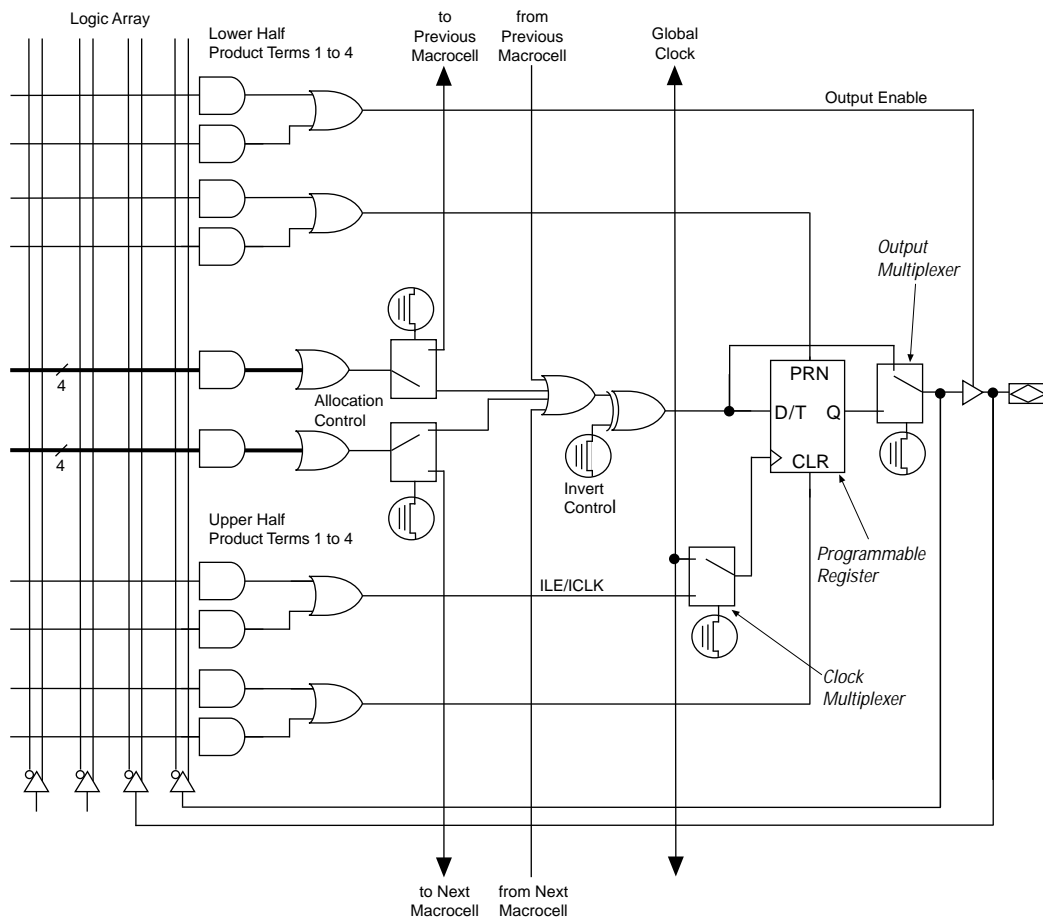 Logic Array
Lower Half
Product Terms 1 to 4
to
Previous
Macrocell
from
Previous
Macrocell
Global
Clock
Output Enable
Output
Multiplexer
4
Allocation
Control
PRN
D/T Q
CLR
4
Invert
Control
Upper Half
Product Terms 1 to 4
Programmable
Register
ILE/ICLK
Clock
Multiplexer
to Next
Macrocell
from Next
Macrocell